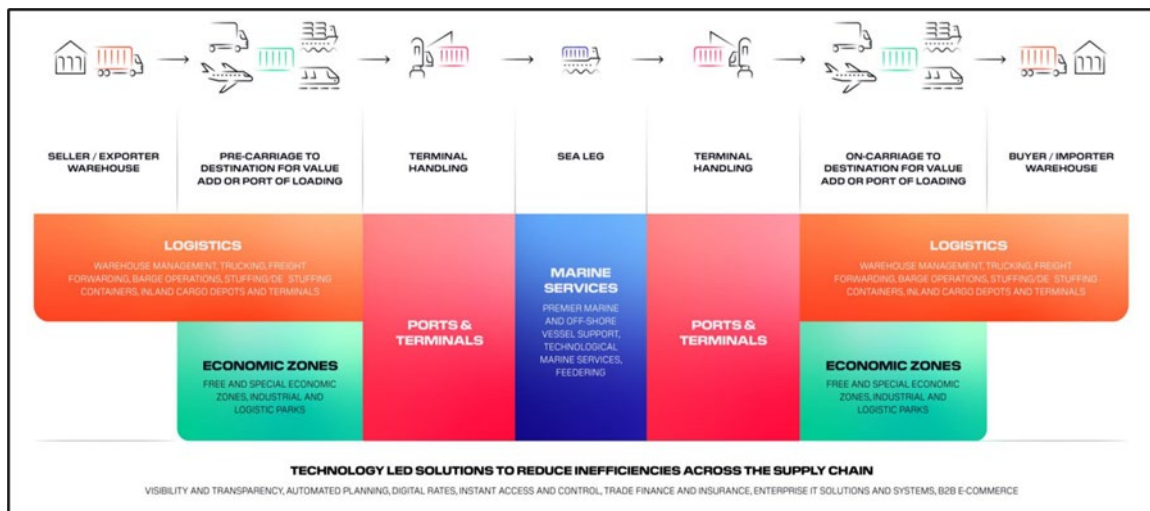 SELLER / EXPORTER
WAREHOUSE
PRE-CARRIAGE TO
DESTINATION FOR VALUE
ADD OR PORT OF LOADING
TERMINAL
HANDLING
SEA LEG
TERMINAL
HANDLING
ON-CARRIAGE TO
DESTINATION FOR VALUE
ADD OR PORT OF LOADING
BUYER / IMPORTER
WAREHOUSE
LOGISTICS
WAREHOUSE MANAGEMENT, TRUCKING, FREIGHT
FORWARDING, BARGE OPERATIONS, STUFFING/DE STUFFING
CONTAINERS, INLAND CARGO DEPOTS AND TERMINALS
ECONOMIC ZONES
FREE AND SPECIAL ECONOMIC
ZONES, INDUSTRIAL AND
LOGISTIC PARKS
PORTS &
TERMINALS
MARINE
SERVICES
PREMIER MARINE
AND OFF-SHORE
VESSEL SUPPORT,
TECHNOLOGICAL
MARINE SERVICES,
FEEDERING
PORTS &
TERMINALS
LOGISTICS
WAREHOUSE MANAGEMENT, TRUCKING, FREIGHT
FORWARDING, BARGE OPERATIONS, STUFFING/DE STUFFING
CONTAINERS, INLAND CARGO DEPOTS AND TERMINALS
ECONOMIC ZONES
FREE AND SPECIAL ECONOMIC
ZONES, INDUSTRIAL AND
LOGISTIC PARKS
TECHNOLOGY LED SOLUTIONS TO REDUCE INEFFICIENCIES ACROSS THE SUPPLY CHAIN
VISIBILITY AND TRANSPARENCY, AUTOMATED PLANNING, DIGITAL RATES, INSTANT ACCESS AND CONTROL, TRADE FINANCE AND INSURANCE, ENTERPRISE IT SOLUTIONS AND SYSTEMS, B2B E-COMMERCE